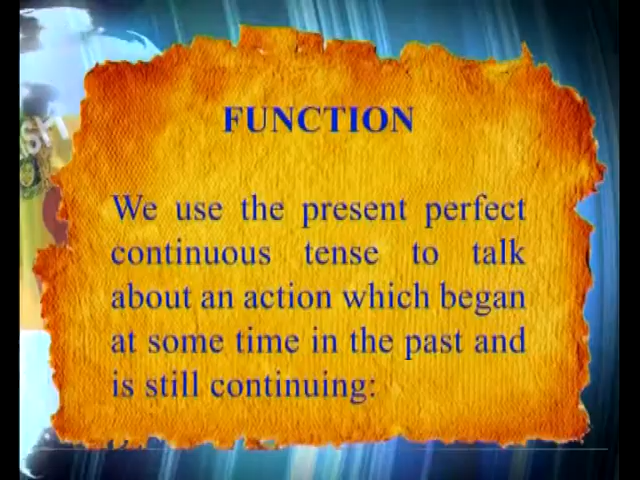 FUNCTION
We use the present perfect
continuous tense to talk
about an action which began
at some time in the past and
is still continuing: